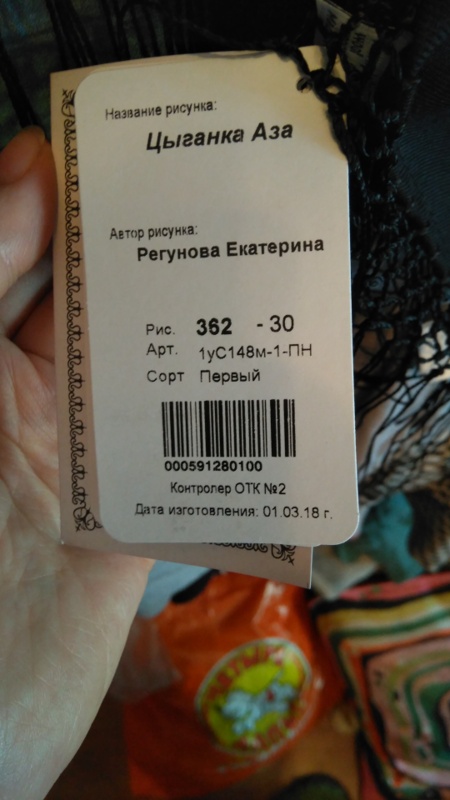 Название рисунка:
Цыганка Аза
Автор рисунка:
Регунова Екатерина
Рис. 362 - 30
Арт. 1уС148м-1-ПН
Сорт Первый
000591280100
Контролер ОТК №2
Дата изготовления: 01.03.18 г.